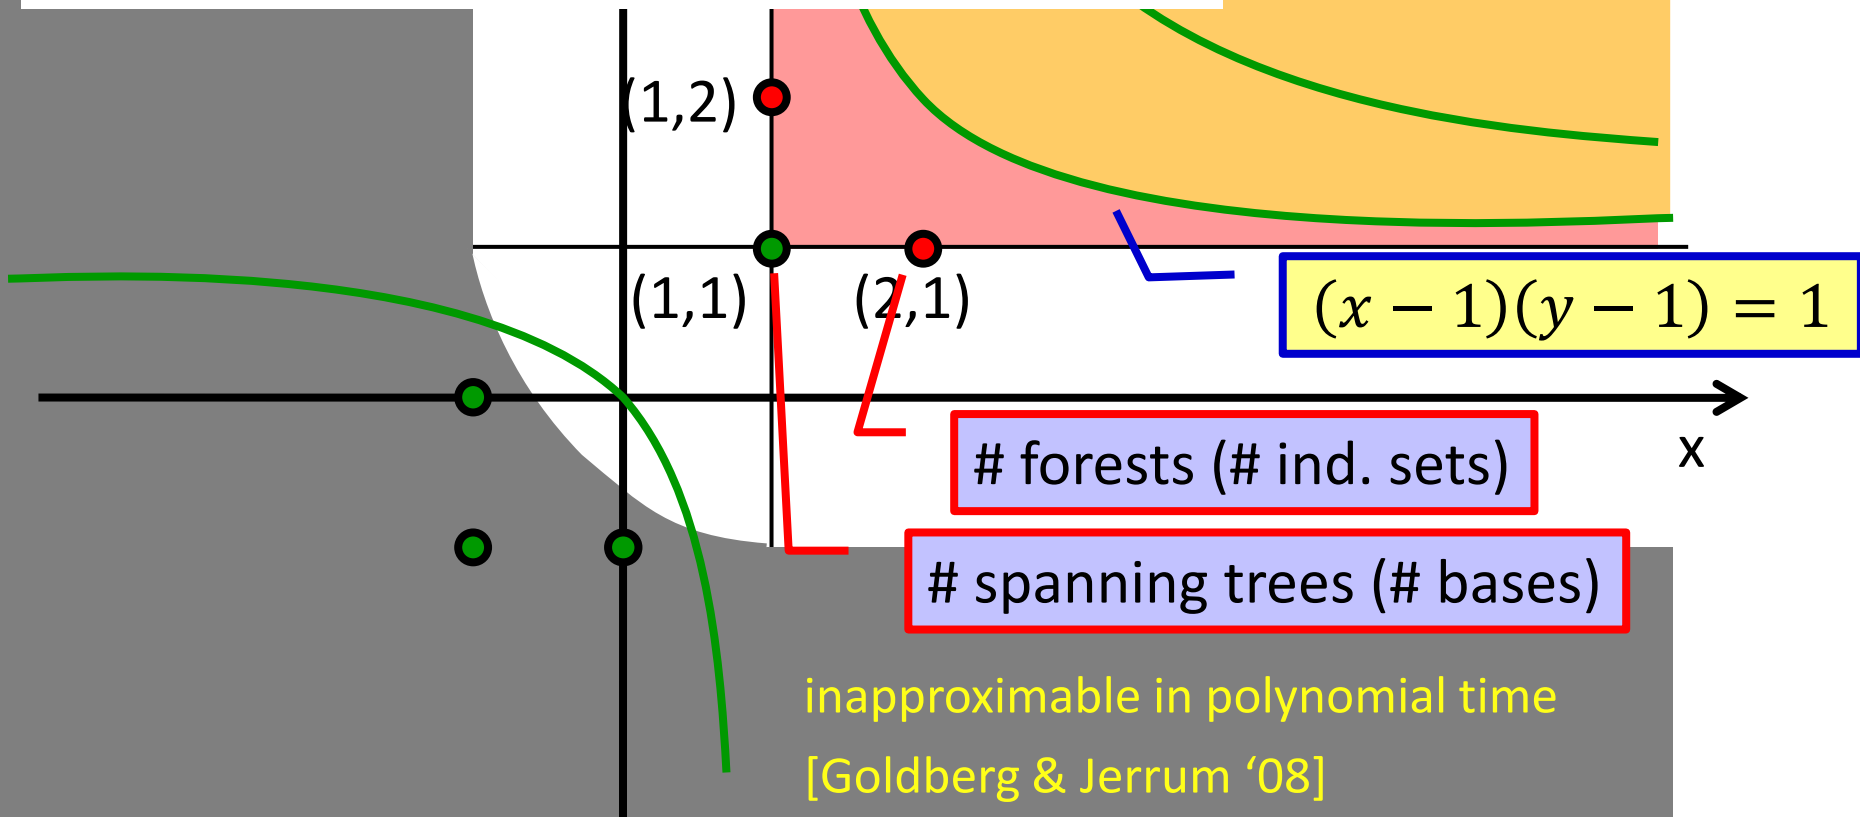 (1,2)
(1,1)
(2,1)
(x − 1)(y − 1) = 1
# forests (# ind. sets)
x
# spanning trees (# bases)
inapproximable in polynomial time
[Goldberg & Jerrum ‘08]